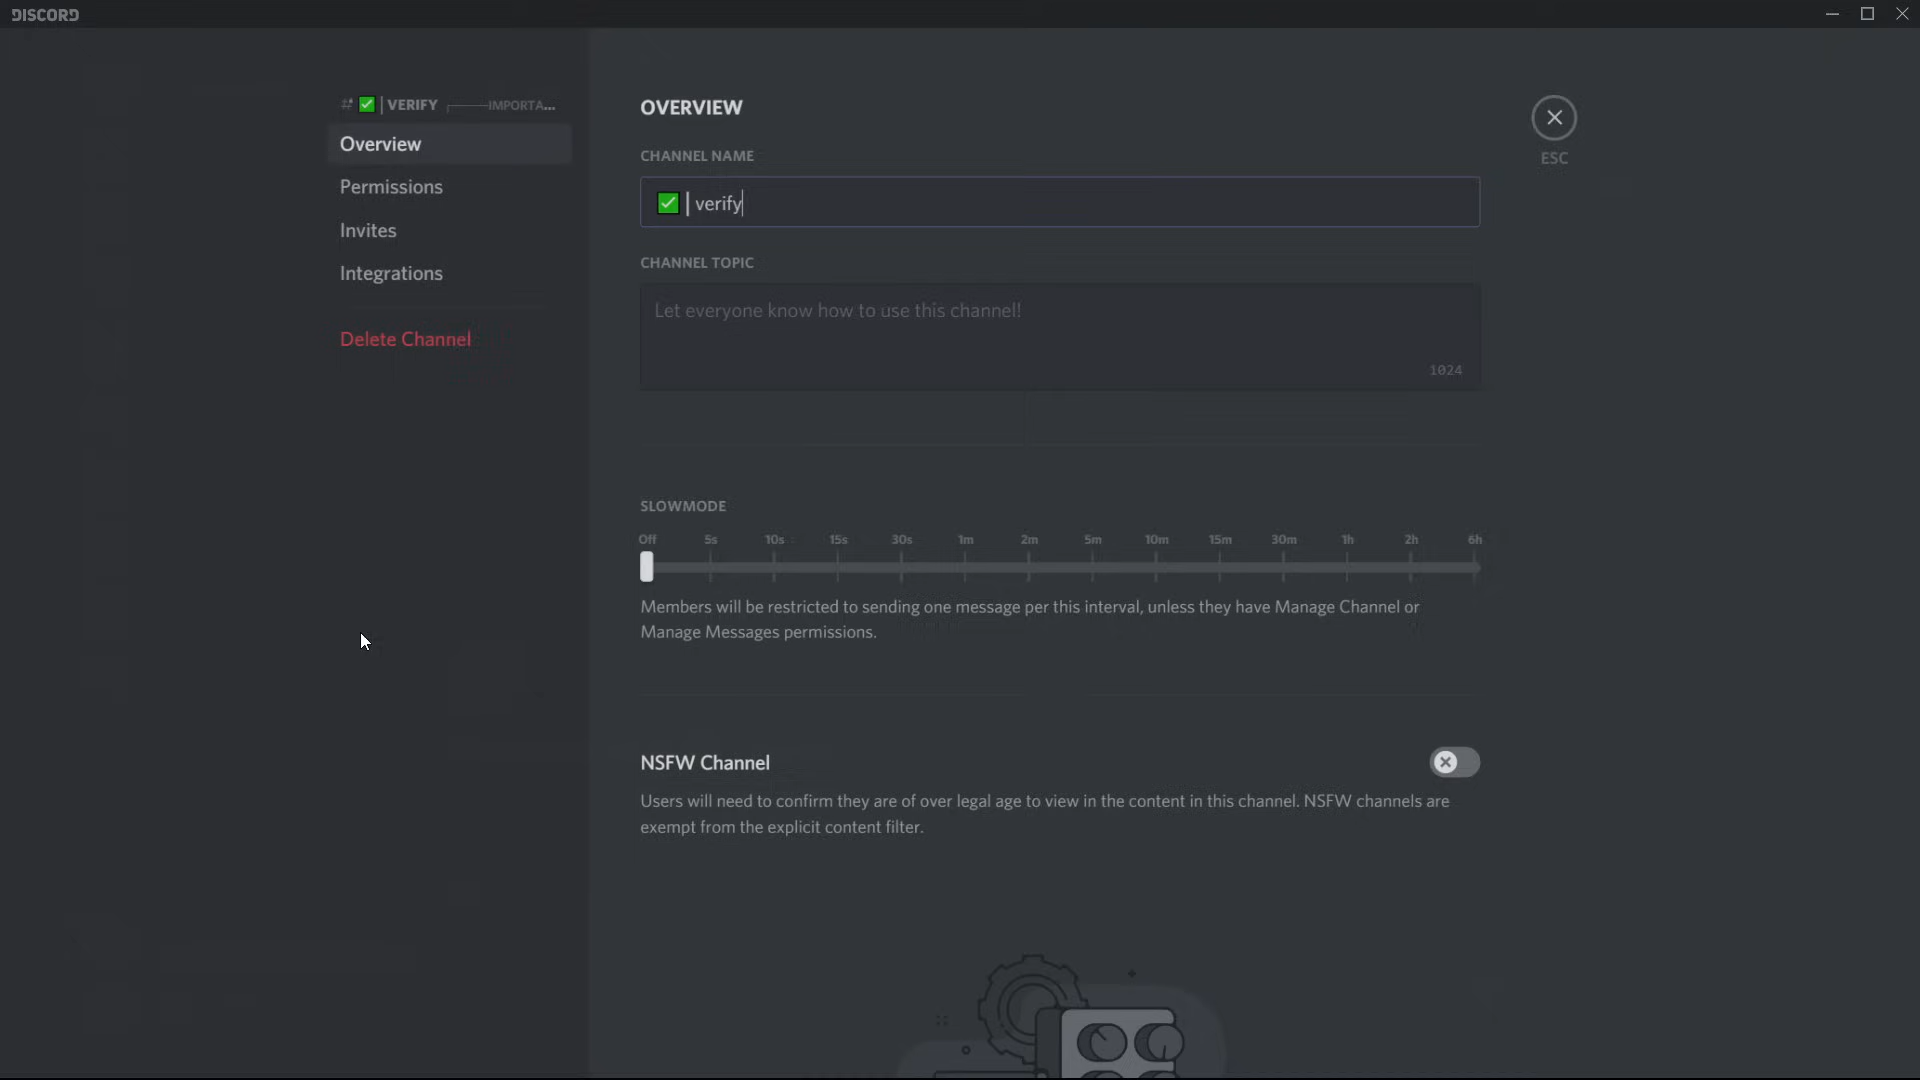 DISCORD
# ✅ | VERIFY ┌───IMPORTA...
Overview
Permissions
Invites
Integrations
Delete Channel
OVERVIEW
CHANNEL NAME
✅ | verify
CHANNEL TOPIC
Let everyone know how to use this channel!
1024
SLOWMODE
Off 5s 10s 15s 30s 1m 2m 5m 10m 15m 30m 1h 2h 6h
Members will be restricted to sending one message per this interval, unless they have Manage Channel or
Manage Messages permissions.
NSFW Channel
Users will need to confirm they are of over legal age to view in the content in this channel. NSFW channels are
exempt from the explicit content filter.
ESC